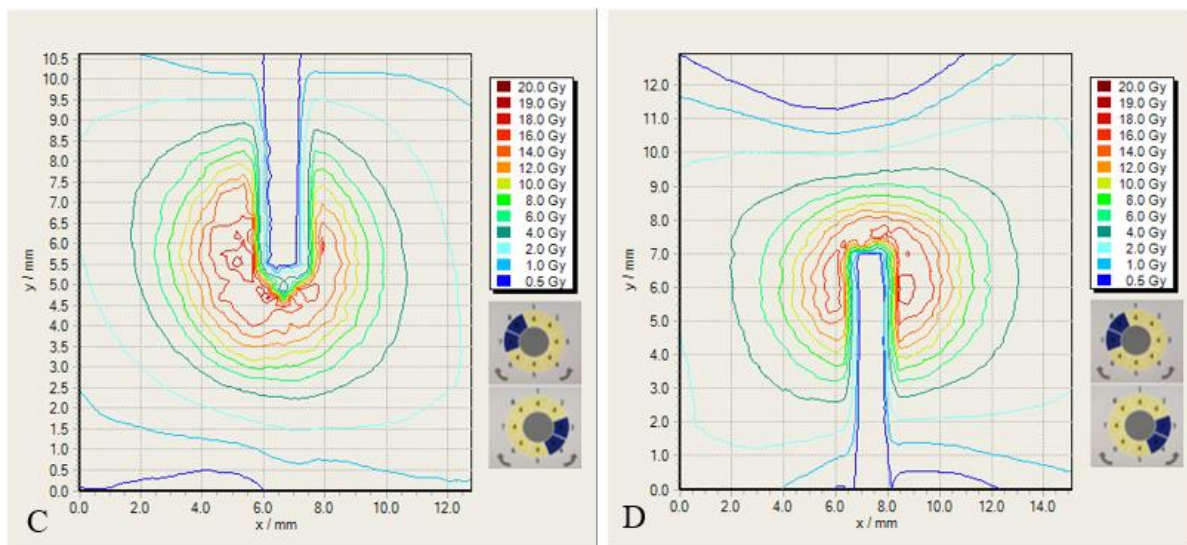 10.5
10.0
9.5
9.0
8.5
8.0
7.5
7.0
6.5
6.0
5.5
5.0
4.5
4.0
3.5
3.0
2.5
2.0
1.5
1.0
0.5
0.0
y / mm
0.0 2.0 4.0 6.0 8.0 10.0 12.0
x / mm
C
20.0 Gy
19.0 Gy
18.0 Gy
16.0 Gy
14.0 Gy
12.0 Gy
10.0 Gy
8.0 Gy
6.0 Gy
4.0 Gy
2.0 Gy
1.0 Gy
0.5 Gy
12.0
11.0
10.0
9.0
8.0
7.0
6.0
5.0
4.0
3.0
2.0
1.0
0.0
y / mm
0.0 2.0 4.0 6.0 8.0 10.0 12.0 14.0
x / mm
D
20.0 Gy
19.0 Gy
18.0 Gy
16.0 Gy
14.0 Gy
12.0 Gy
10.0 Gy
8.0 Gy
6.0 Gy
4.0 Gy
2.0 Gy
1.0 Gy
0.5 Gy